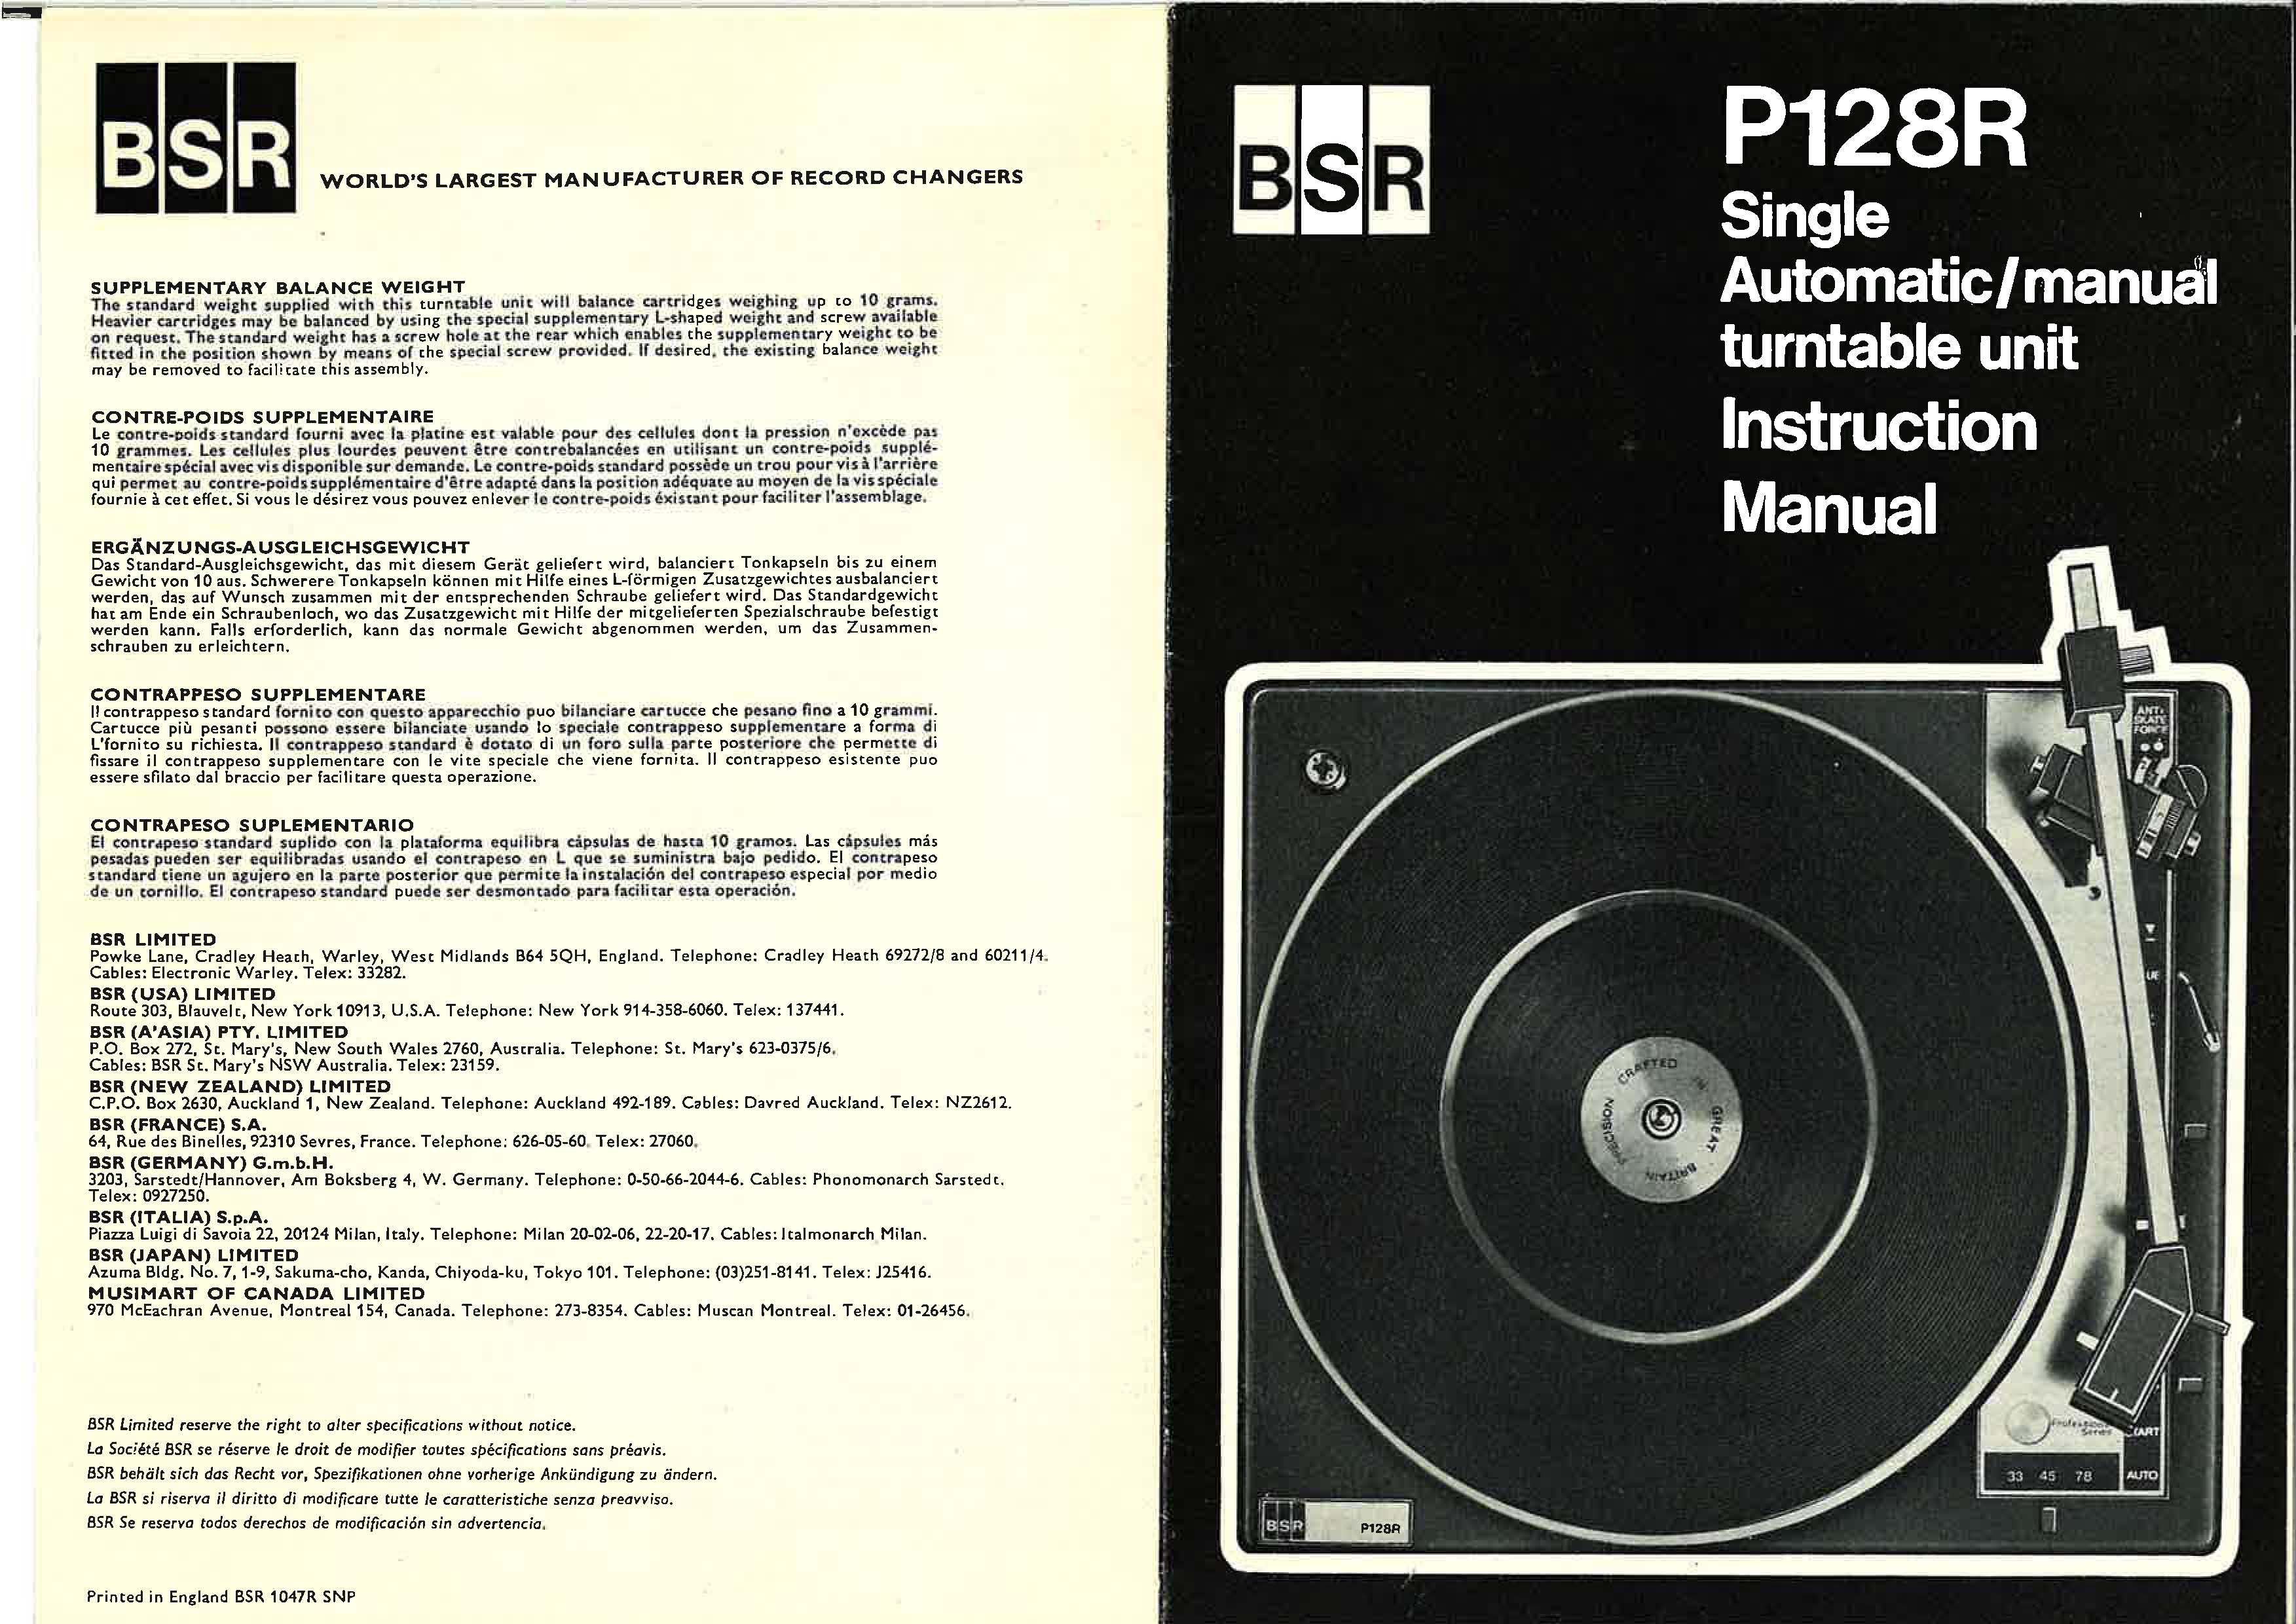 BSR
WORLD'S LARGEST MANUFACTURER OF RECORD CHANGERS
SUPPLEMENTARY BALANCE WEIGHT
The standard weight supplied with this turntable unit will balance cartridges weighing up to 10 grams.
Heavier cartridges may be balanced by using the special supplementary L-shaped weight and screw available
on request. The standard weight has a screw hole at the rear which enables the supplementary weight to be
fitted in the position shown by means of the special screw provided. If desired, the existing balance weight
may be removed to facilitate this assembly.
CONTRE-POIDS SUPPLEMENTAIRE
Le contre-poids standard fourni avec la platine est valable pour des cellules dont la pression n'excède pas
10 grammes. Les cellules plus lourdes peuvent être contrebalancées en utilisant un contre-poids supplé-
mentaire spécial avec vis disponible sur demande. Le contre-poids standard possède un trou pour vis à l'arrière
qui permet au contre-poids supplémentaire d'être adapté dans la position adéquate au moyen de la vis spéciale
fournie à cet effet. Si vous le désirez vous pouvez enlever le contre-poids éxistant pour faciliter l'assemblage.
ERGÄNZUNGS-AUSGLEICHSGEWICHT
Das Standard-Ausgleichsgewicht, das mit diesem Gerät geliefert wird, balanciert Tonkapseln bis zu einem
Gewicht von 10 aus. Schwerere Tonkapseln können mit Hilfe eines L-förmigen Zusatzgewichtes ausbalanciert
werden, das auf Wunsch zusammen mit der entsprechenden Schraube geliefert wird. Das Standardgewicht
hat am Ende ein Schraubenloch, wo das Zusatzgewicht mit Hilfe der mitgelieferten Spezialschraube befestigt
werden kann. Falls erforderlich, kann das normale Gewicht abgenommen werden, um das Zusammen-
schrauben zu erleichtern.
CONTRAPPESO SUPPLEMENTARE
Il contrappeso standard fornito con questo apparecchio puo bilanciare cartucce che pesano fino a 10 grammi.
Cartucce più pesanti possono essere bilanciate usando lo speciale contrappeso supplementare a forma di
L'fornito su richiesta. Il contrappeso standard è dotato di un foro sulla parte posteriore che permette di
fissare il contrappeso supplementare con le vite speciale che viene fornita. Il contrappeso esistente puo
essere sfilato dal braccio per facilitare questa operazione.
CONTRAPESO SUPLEMENTARIO
El contrapeso standard suplido con la plataforma equilibra cápsulas de hasta 10 gramos. Las cápsules más
pesadas pueden ser equilibradas usando el contrapeso en L que se suministra bajo pedido. El contrapeso
standard tiene un agujero en la parte posterior que permite la instalación del contrapeso especial por medio
de un tornillo. El contrapeso standard puede ser desmontado para facilitar esta operación.
BSR LIMITED
Powke Lane, Cradley Heath, Warley, West Midlands B64 5QH, England. Telephone: Cradley Heath 69272/8 and 60211/4.
Cables: Electronic Warley. Telex: 33282.
BSR (USA) LIMITED
Route 303, Blauvelt, New York 10913, U.S.A. Telephone: New York 914-358-6060. Telex: 137441.
BSR (A'ASIA) PTY. LIMITED
P.O. Box 272, St. Mary's, New South Wales 2760, Australia. Telephone: St. Mary's 623-0375/6.
Cables: BSR St. Mary's NSW Australia. Telex: 23159.
BSR (NEW ZEALAND) LIMITED
C.P.O. Box 2630, Auckland 1, New Zealand. Telephone: Auckland 492-189. Cables: Davred Auckland. Telex: NZ2612.
BSR (FRANCE) S.A.
64, Rue des Binelles, 92310 Sevres, France. Telephone: 626-05-60. Telex: 27060.
BSR (GERMANY) G.m.b.H.
3203, Sarstedt/Hannover, Am Boksberg 4, W. Germany. Telephone: 0-50-66-2044-6. Cables: Phonomonarch Sarstedt.
Telex: 0927250.
BSR (ITALIA) S.p.A.
Piazza Luigi di Savoia 22, 20124 Milan, Italy. Telephone: Milan 20-02-06, 22-20-17. Cables: Italmonarch Milan.
BSR (JAPAN) LIMITED
Azuma Bldg. No. 7, 1-9, Sakuma-cho, Kanda, Chiyoda-ku, Tokyo 101. Telephone: (03)251-8141. Telex: J25416.
MUSIMART OF CANADA LIMITED
970 McEachran Avenue, Montreal 154, Canada. Telephone: 273-8354. Cables: Muscan Montreal. Telex: 01-26456.
BSR Limited reserve the right to alter specifications without notice.
La Société BSR se réserve le droit de modifier toutes spécifications sans préavis.
BSR behält sich das Recht vor, Spezifikationen ohne vorherige Ankündigung zu ändern.
La BSR si riserva il diritto di modificare tutte le caratteristiche senza preavviso.
BSR Se reserva todos derechos de modificación sin advertencia.
Printed in England BSR 1047R SNP
BSR
P128R
Single
Automatic/manual
turntable unit
Instruction
Manual
ANTI
SKATE
FORCE
PRECISION CRAFTED IN GREAT BRITAIN
Professional
Series
33 45 78
AUTO
BSR P128R